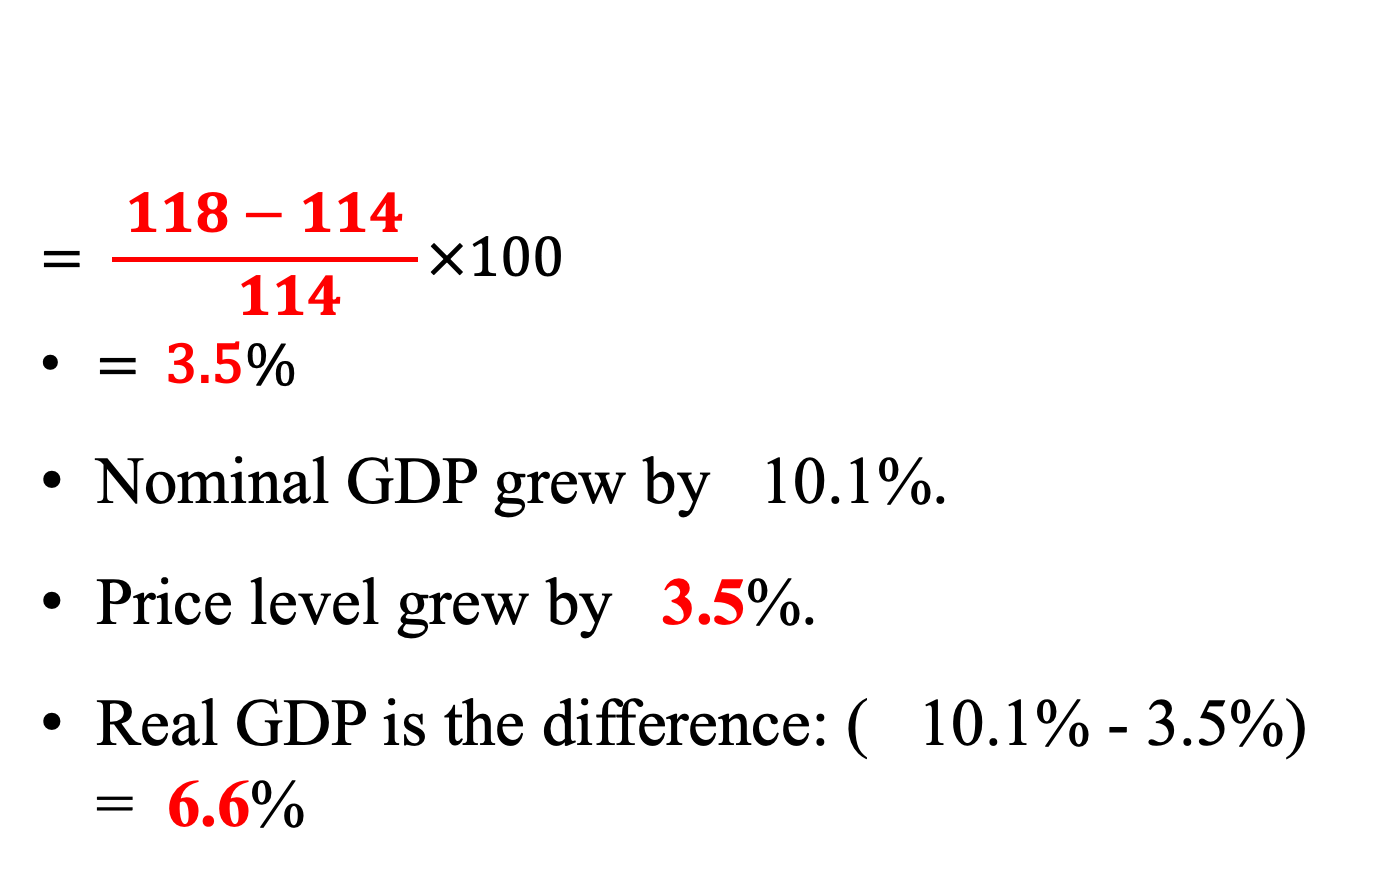 = 118 − 114 / 114 ×100
• = 3.5%
• Nominal GDP grew by 10.1%.
• Price level grew by 3.5%.
• Real GDP is the difference: ( 10.1% - 3.5%)
= 6.6%